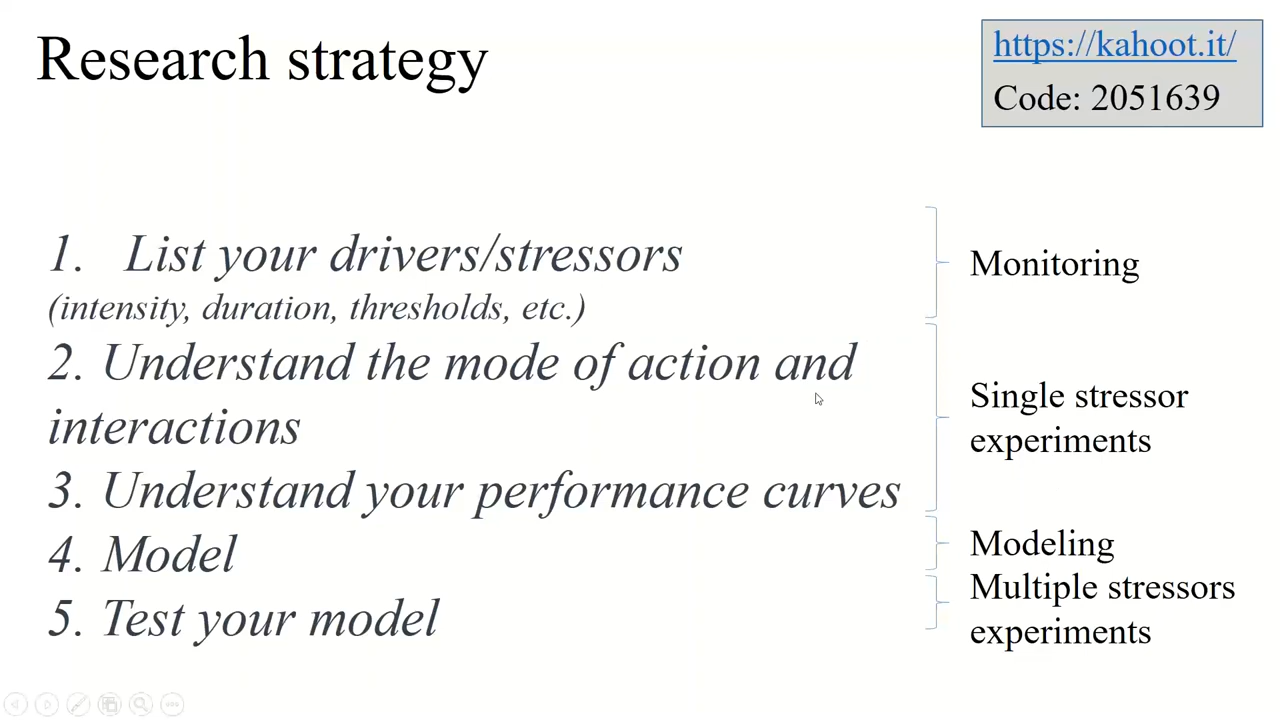 Research strategy
https://kahoot.it/
Code: 2051639
1. List your drivers/stressors
(intensity, duration, thresholds, etc.)
2. Understand the mode of action and
interactions
3. Understand your performance curves
4. Model
5. Test your model
Monitoring
Single stressor
experiments
Modeling
Multiple stressors
experiments